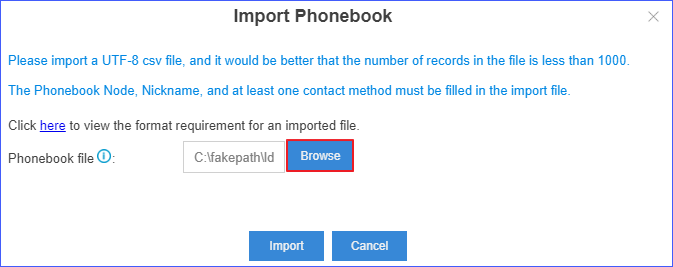 Import Phonebook
Please import a UTF-8 csv file, and it would be better that the number of records in the file is less than 1000.
The Phonebook Node, Nickname, and at least one contact method must be filled in the import file.
Click here to view the format requirement for an imported file.
Phonebook file : C:\fakepath\ld Browse
Import Cancel